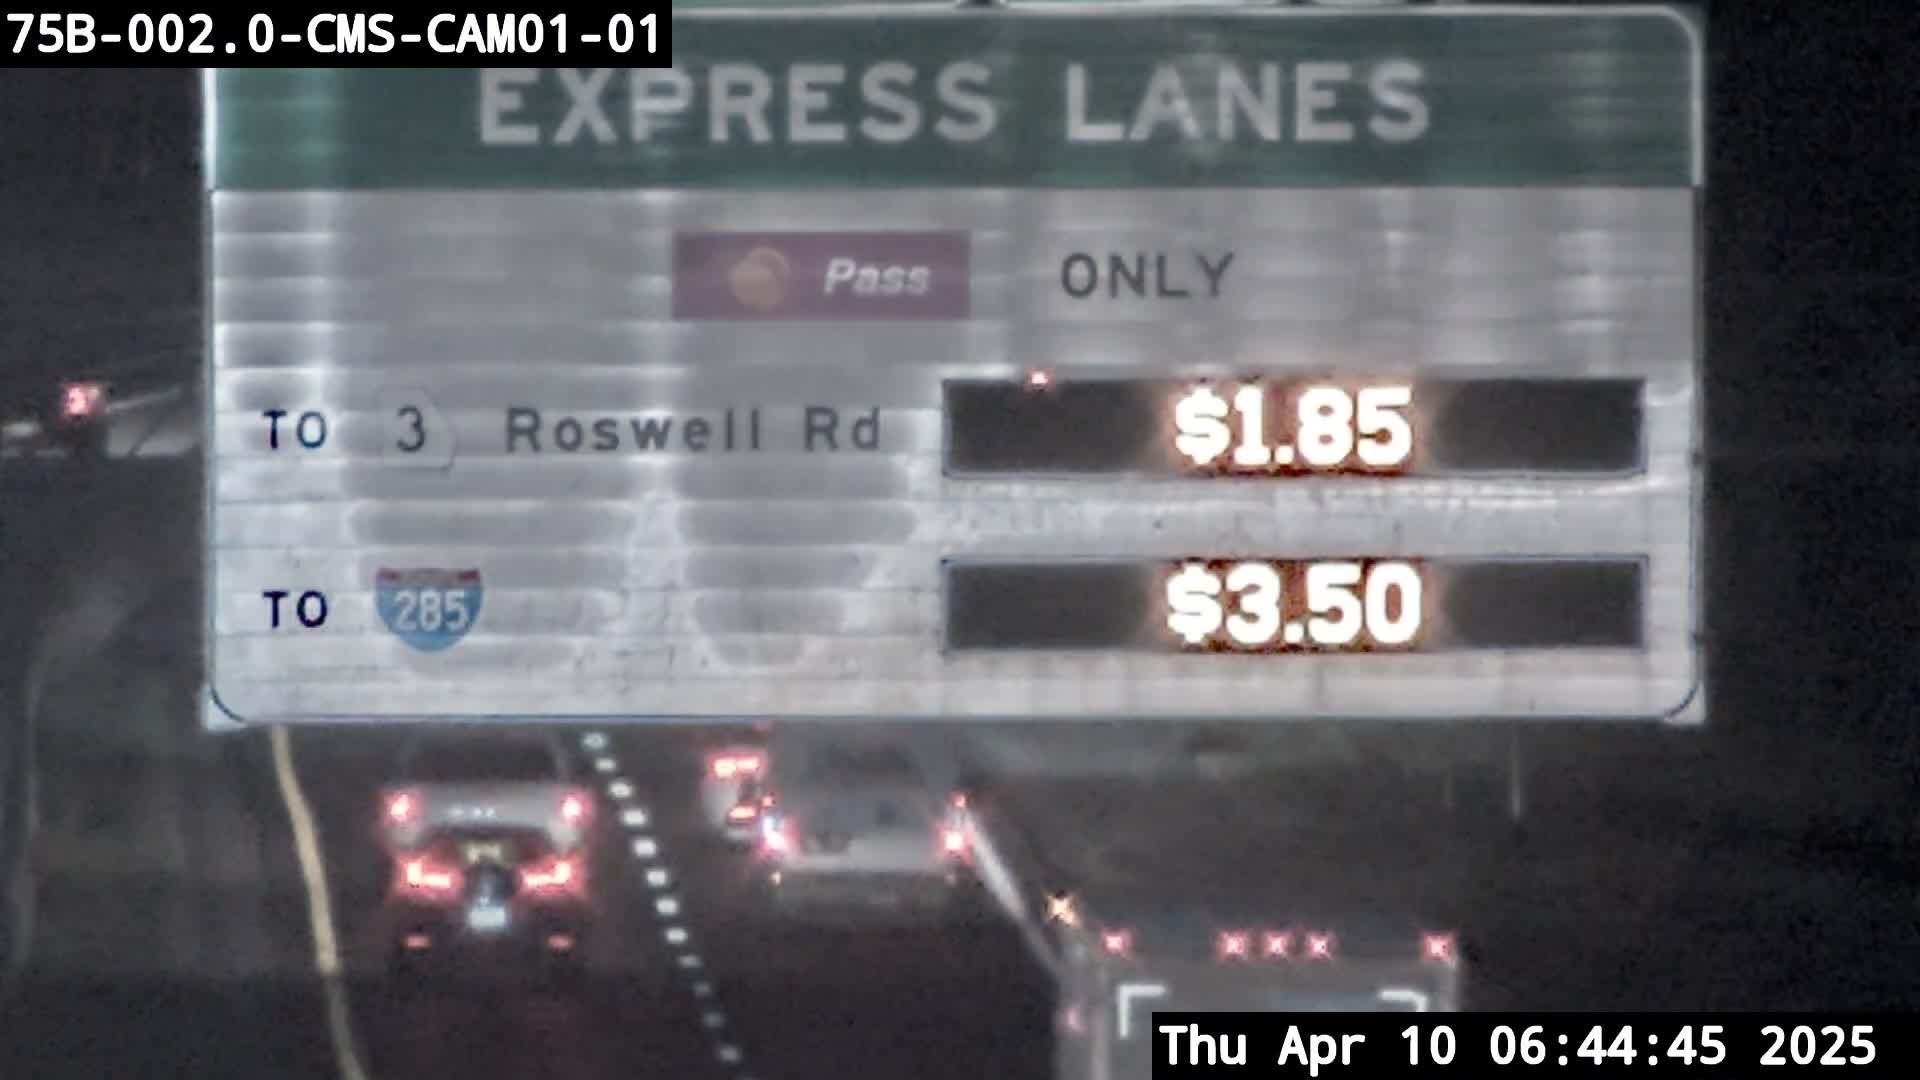 75B-002.0-CMS-CAM01-01
EXPRESS LANES
Pass ONLY
TO 3 Roswell Rd $1.85
TO 285 $3.50
Thu Apr 10 06:44:45 2025